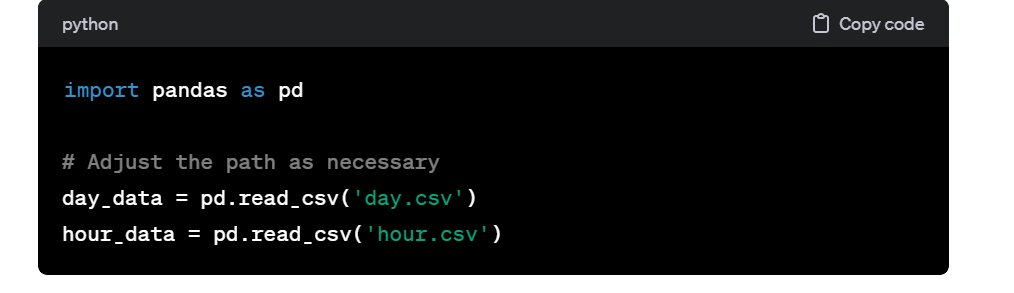 python
Copy code
import pandas as pd
# Adjust the path as necessary
day_data = pd.read_csv('day.csv')
hour_data = pd.read_csv('hour.csv')